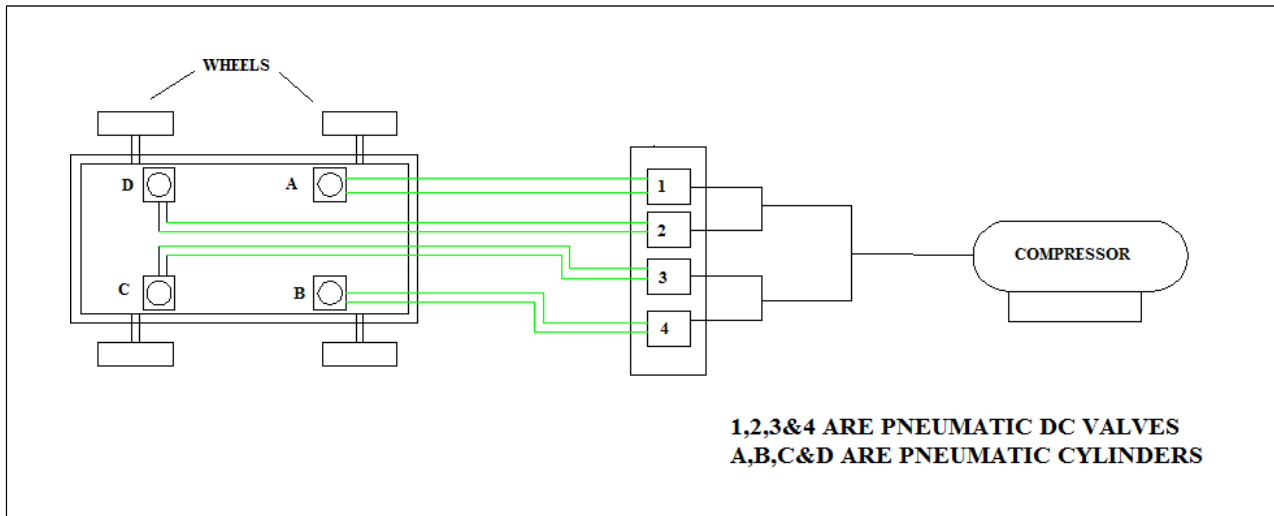 WHEELS
D
A
1
2
COMPRESSOR
3
C
B
4
1,2,3&4 ARE PNEUMATIC DC VALVES
A,B,C&D ARE PNEUMATIC CYLINDERS